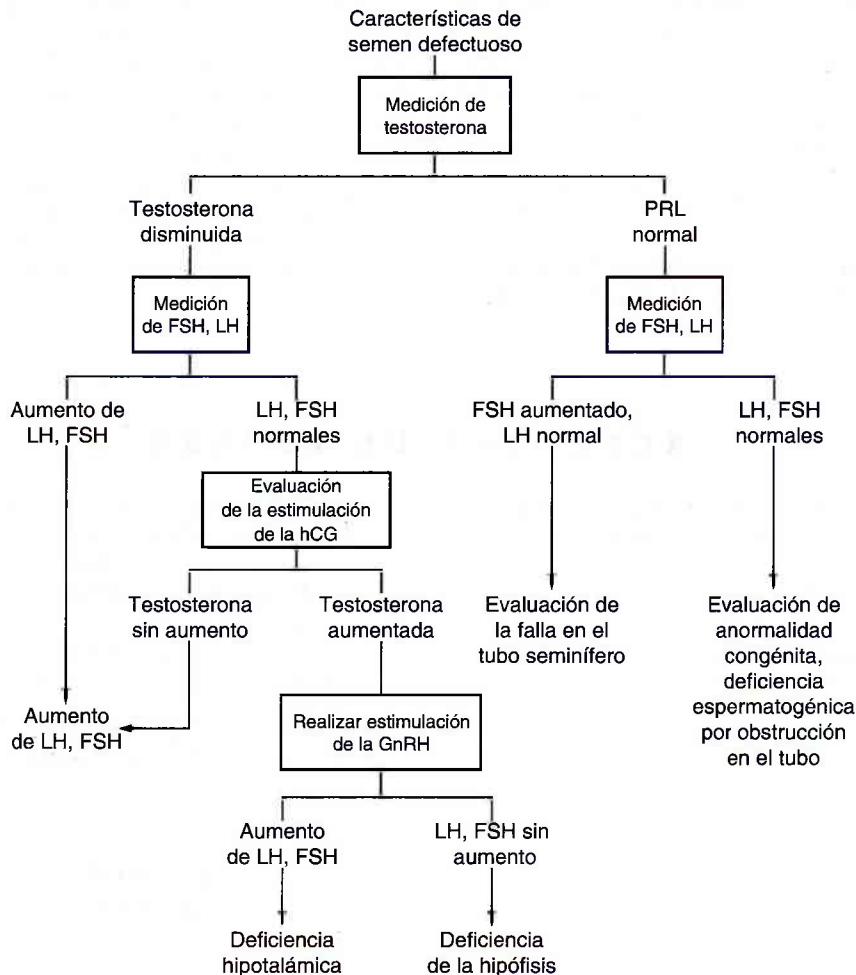 Características de
semen defectuoso
Medición de
testosterona
Testosterona
disminuida
PRL
normal
Medición
de FSH, LH
Medición
de FSH, LH
Aumento de
LH, FSH
LH, FSH
normales
FSH aumentado,
LH normal
LH, FSH
normales
Evaluación
de la estimulación
de la hCG
Testosterona
sin aumento
Testosterona
aumentada
Evaluación de
la falla en el
tubo seminífero
Evaluación de
anormalidad
congénita,
deficiencia
espermatogénica
por obstrucción
en el tubo
Aumento
de LH, FSH
Realizar estimulación
de la GnRH
Aumento
de LH, FSH
LH, FSH sin
aumento
Deficiencia
hipotalámica
Deficiencia
de la hipófisis